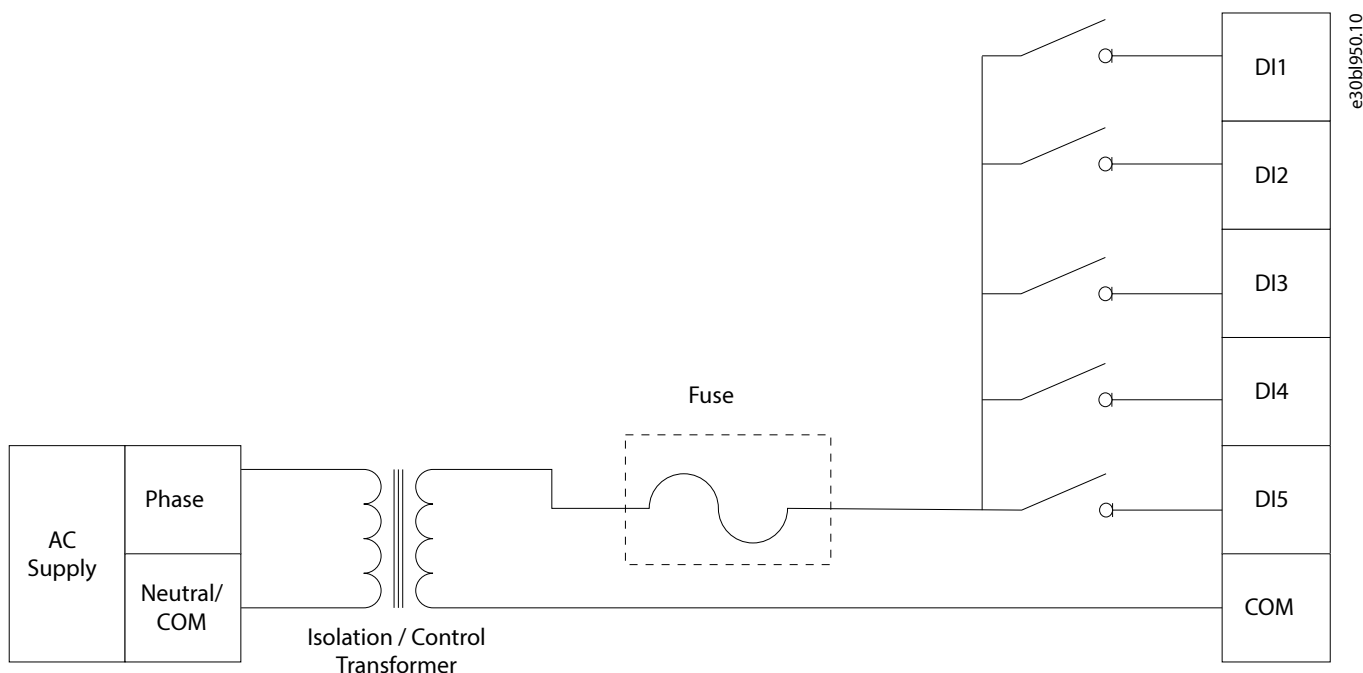 e30bl950.10
DI1
DI2
DI3
DI4
DI5
COM
Fuse
AC
Supply
Phase
Neutral/
COM
Isolation / Control
Transformer